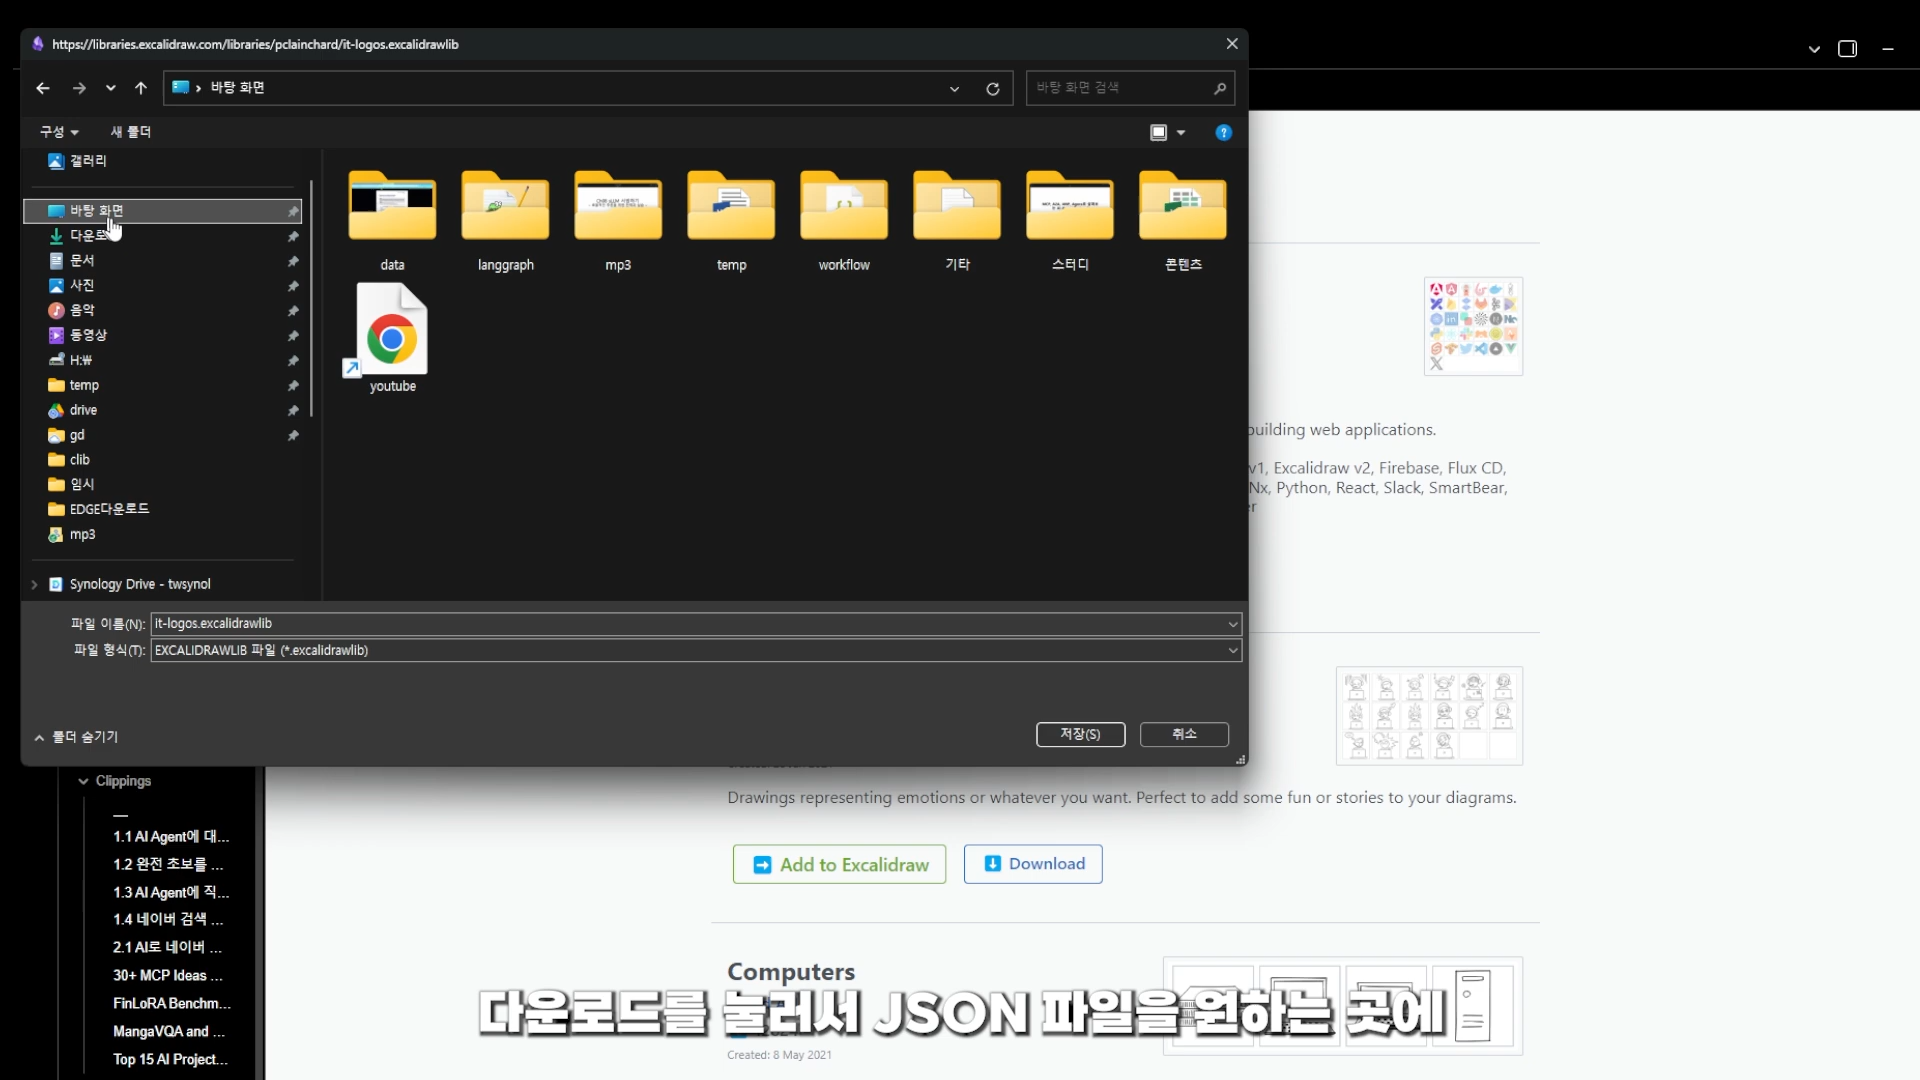 https://libraries.excalidraw.com/libraries/pclainchard/it-logos.excalidrawlib
바탕 화면
바탕 화면 검색
구성
새 폴더
갤러리
바탕 화면
문서
사진
음악
동영상
H:₩
temp
drive
gd
clib
임시
EDGE다운로드
mp3
Synology Drive - twsynol
data
langgraph
mp3
temp
workflow
기타
스터디
콘텐츠
youtube
파일 이름(N): it-logos.excalidrawlib
파일 형식(T): EXCALIDRAWLIB 파일 (*.excalidrawlib)
폴더 숨기기
저장(S)
취소
building web applications.
v1, Excalidraw v2, Firebase, Flux CD,
Nx, Python, React, Slack, SmartBear,
Drawings representing emotions or whatever you want. Perfect to add some fun or stories to your diagrams.
Add to Excalidraw
Download
Computers
Created: 8 May 2021
Clippings
1.1 AI Agent에 대...
1.2 완전 초보를 ...
1.3 AI Agent에 직...
1.4 네이버 검색 ...
2.1 AI로 네이버 ...
30+ MCP Ideas ...
FinLoRA Benchm...
MangaVQA and ...
Top 15 AI Project...
다운로드를 눌러서 JSON 파일을 원하는 곳에